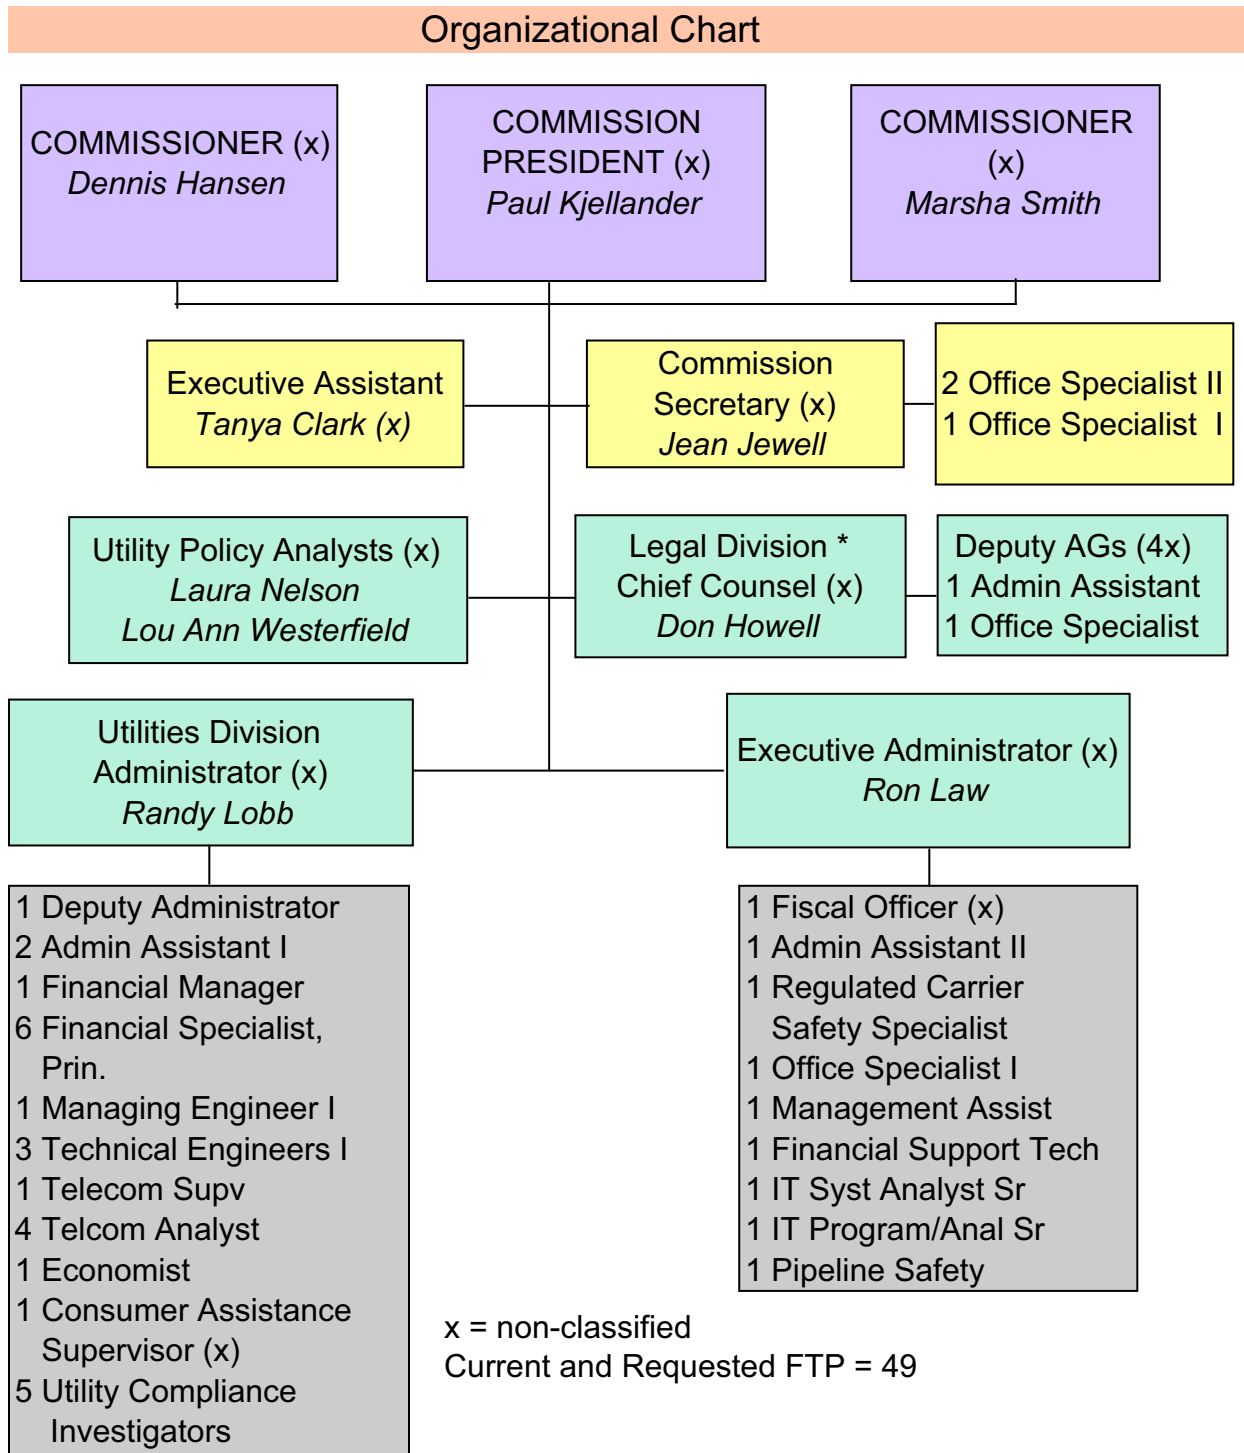 Organizational Chart
COMMISSIONER (x)
Dennis Hansen
COMMISSION
PRESIDENT (x)
Paul Kjellander
COMMISSIONER
(x)
Marsha Smith
Executive Assistant
Tanya Clark (x)
Commission
Secretary (x)
Jean Jewell
2 Office Specialist II
1 Office Specialist  I
Utility Policy Analysts (x)
Laura Nelson
Lou Ann Westerfield
Legal Division *
Chief Counsel (x)
Don Howell
Deputy AGs (4x)
1 Admin Assistant
1 Office Specialist
Utilities Division
Administrator (x)
Randy Lobb
Executive Administrator (x)
Ron Law
1 Deputy Administrator
2 Admin Assistant I
1 Financial Manager
6 Financial Specialist,
Prin.
1 Managing Engineer I
3 Technical Engineers I
1 Telecom Supv
4 Telcom Analyst
1 Economist
1 Consumer Assistance
Supervisor (x)
5 Utility Compliance
Investigators
1 Fiscal Officer (x)
1 Admin Assistant II
1 Regulated Carrier
Safety Specialist
1 Office Specialist I
1 Management Assist
1 Financial Support Tech
1 IT Syst Analyst Sr
1 IT Program/Anal Sr
1 Pipeline Safety
x = non-classified
Current and Requested FTP = 49